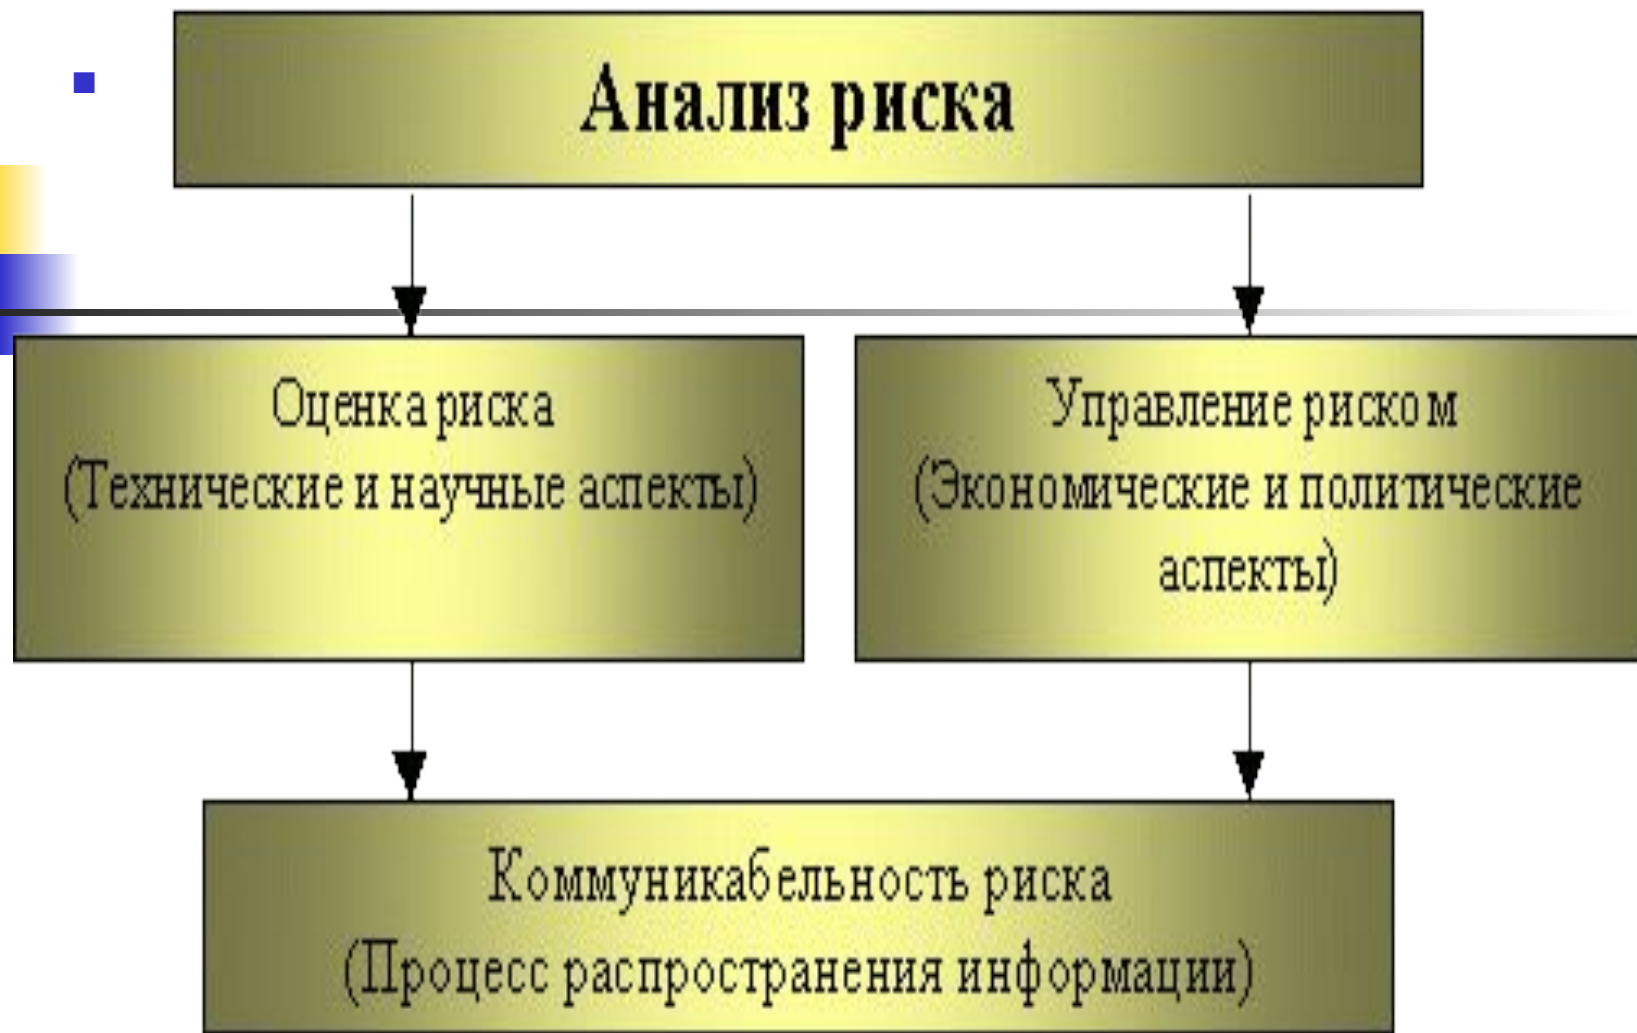 Анализ риска
Оценка риска
(Технические и научные аспекты)
Управление риском
(Экономические и политические
аспекты)
Коммуникабельность риска
(Процесс распространения информации)